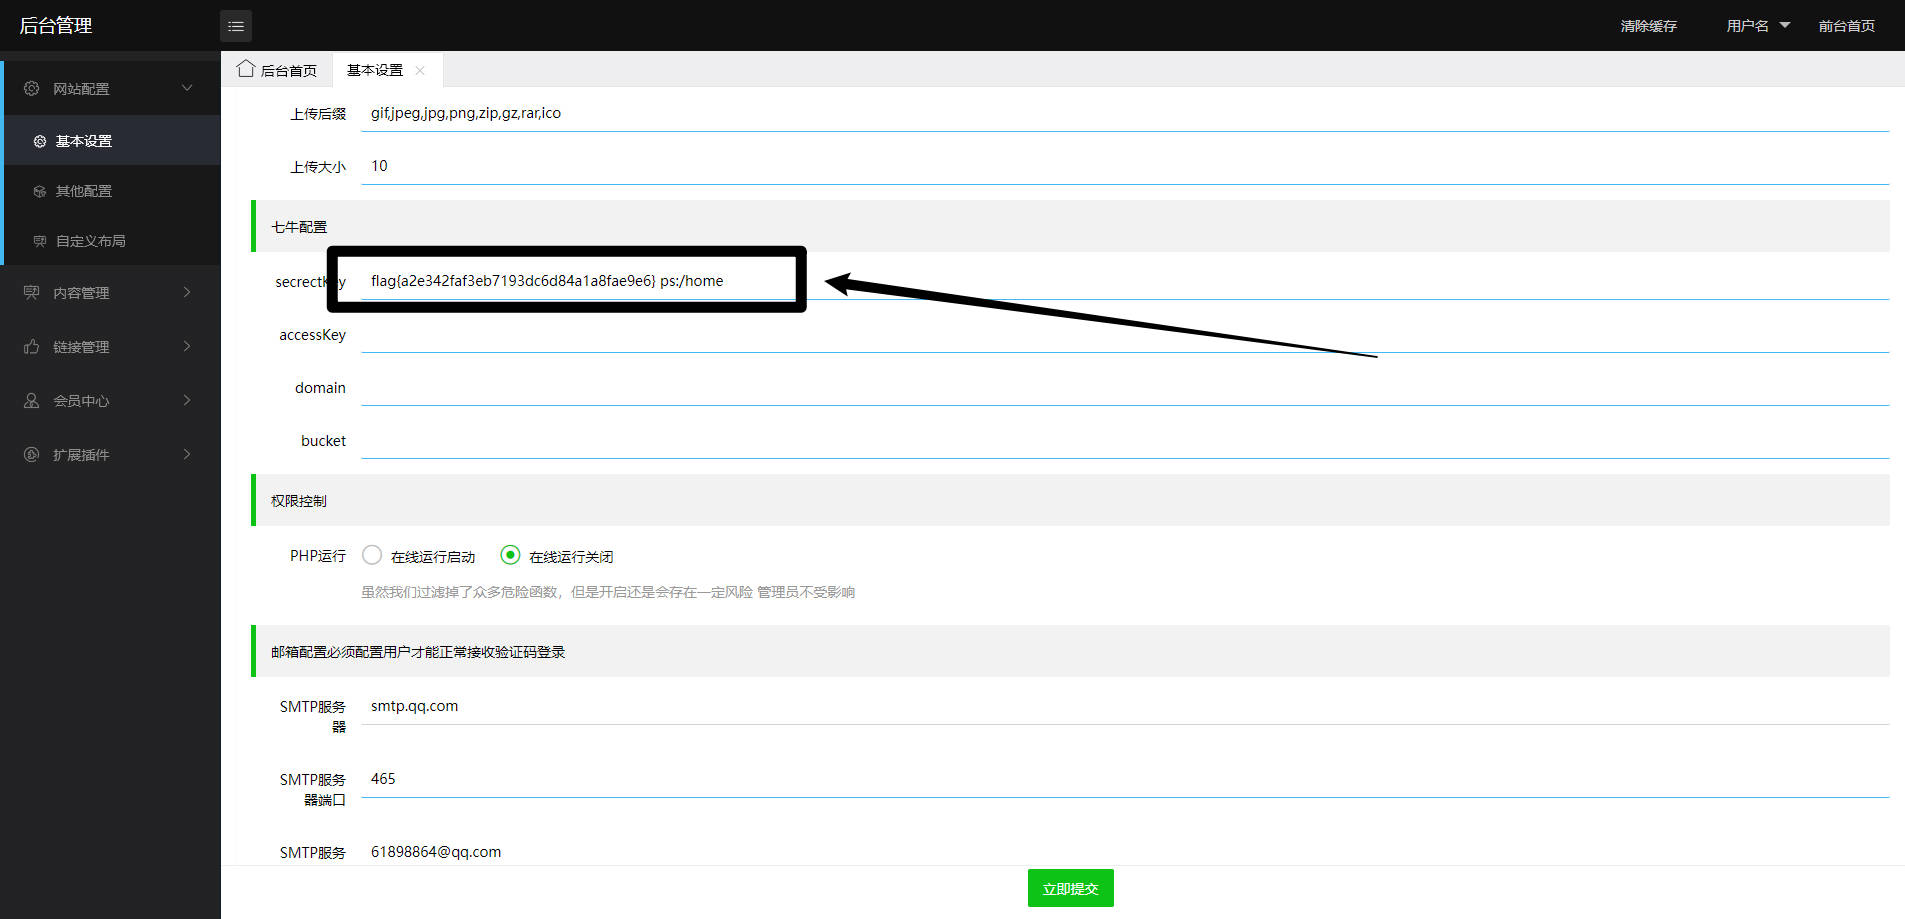 后台管理
清除缓存
用户名
前台首页
网站配置
基本设置
其他配置
自定义布局
内容管理
链接管理
会员中心
扩展插件
后台首页
基本设置
上传后缀 gif,jpeg,jpg,png,zip,gz,rar,ico
上传大小 10
七牛配置
secrectKey flag{a2e342faf3eb7193dc6d84a1a8fae9e6} ps:/home
accessKey
domain
bucket
权限控制
PHP运行 在线运行启动 在线运行关闭
虽然我们过滤掉了众多危险函数，但是开启还是会存在一定风险 管理员不受影响
邮箱配置必须配置用户才能正常接收验证码登录
SMTP服务 smtp.qq.com
器
SMTP服务 465
器端口
SMTP服务 61898864@qq.com
立即提交